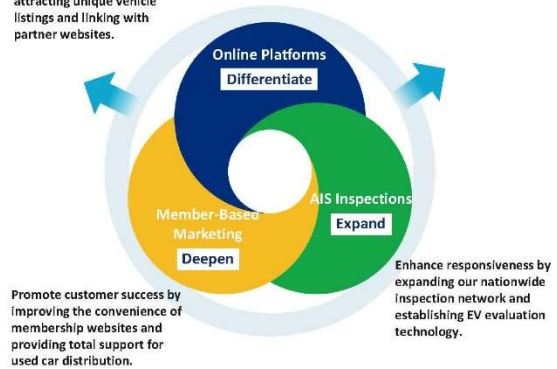 attracting unique vehicle
listings and linking with
partner websites.
Online Platforms
Differentiate
AIS Inspections
Expand
Member-Based
Marketing
Deepen
Enhance responsiveness by
expanding our nationwide
inspection network and
establishing EV evaluation
technology.
Promote customer success by
improving the convenience of
membership websites and
providing total support for
used car distribution.